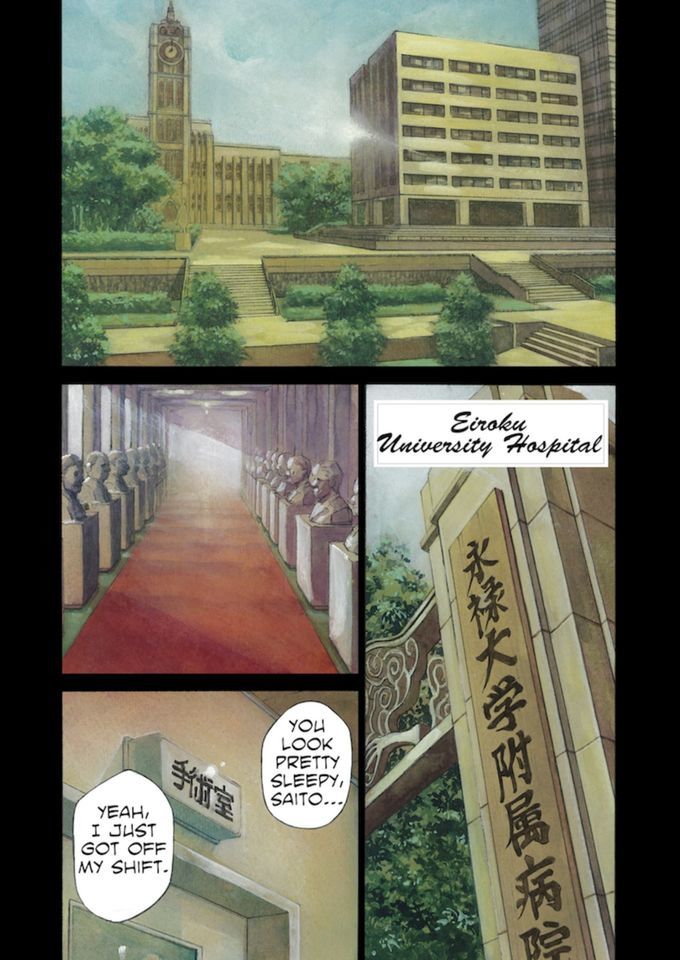 Eiroku
University Hospital
永禄大学附属病院
手術室
YOU
LOOK
PRETTY
SLEEPY,
SAITO...
YEAH,
I JUST
GOT OFF
MY SHIFT.